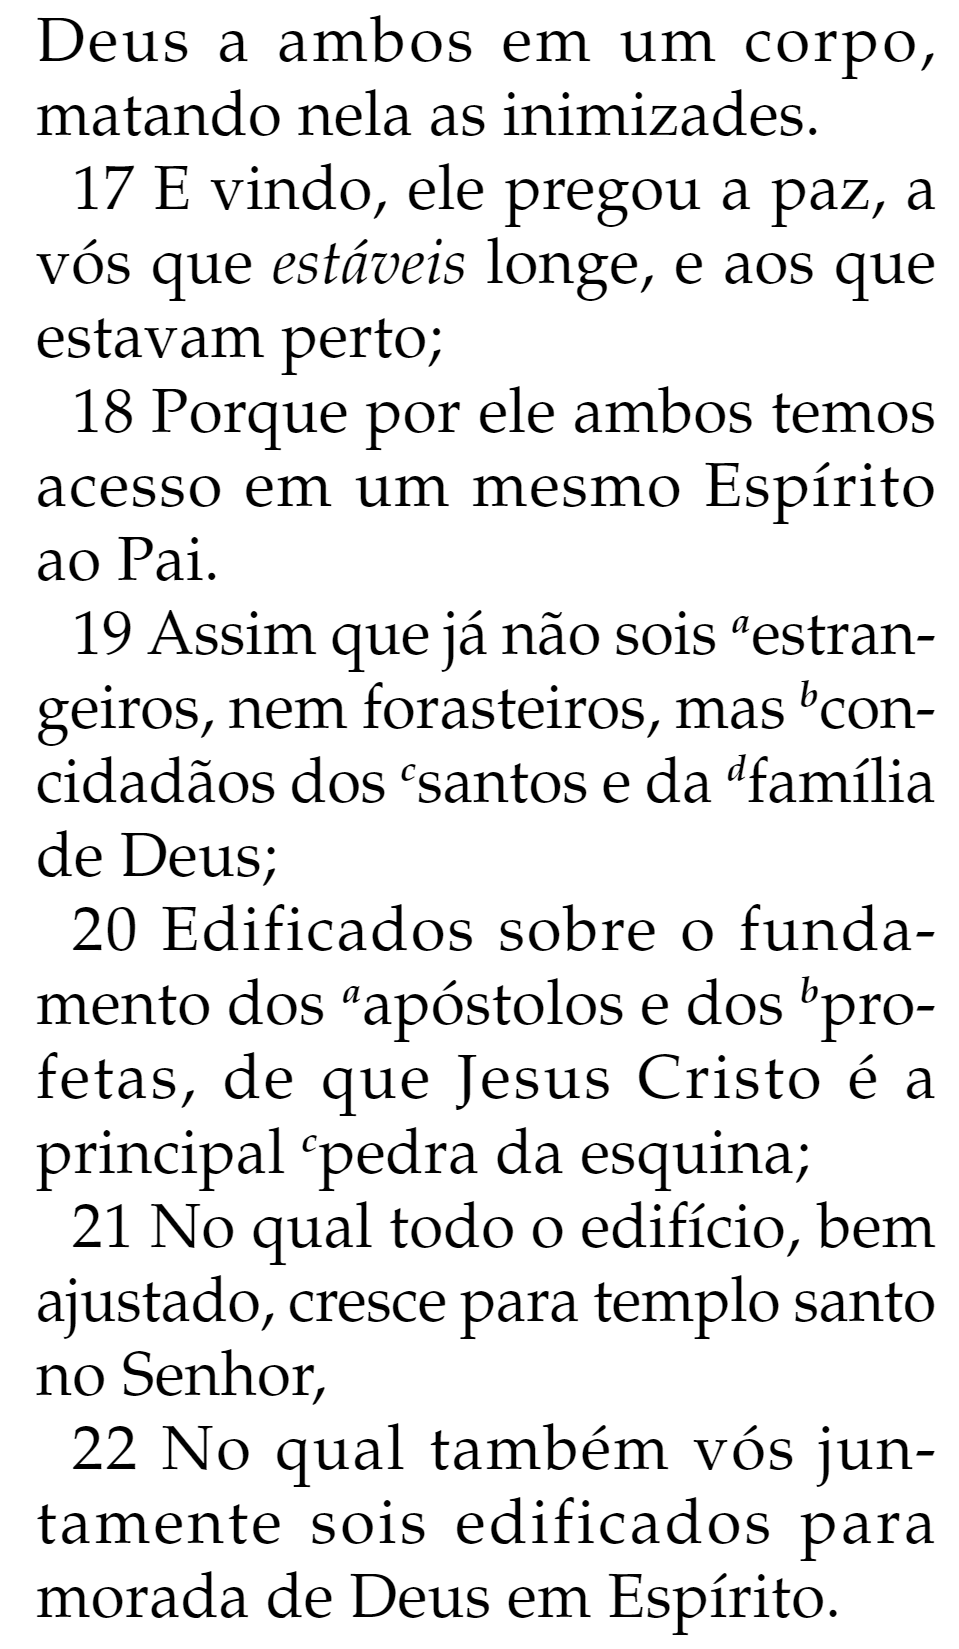 Deus a ambos em um corpo,
matando nela as inimizades.
17 E vindo, ele pregou a paz, a
vós que estáveis longe, e aos que
estavam perto;
18 Porque por ele ambos temos
acesso em um mesmo Espírito
ao Pai.
19 Assim que já não sois aestran-
geiros, nem forasteiros, mas bcon-
cidadãos dos csantos e da dfamília
de Deus;
20 Edificados sobre o funda-
mento dos aapóstolos e dos bpro-
fetas, de que Jesus Cristo é a
principal cpedra da esquina;
21 No qual todo o edifício, bem
ajustado, cresce para templo santo
no Senhor,
22 No qual também vós jun-
tamente sois edificados para
morada de Deus em Espírito.